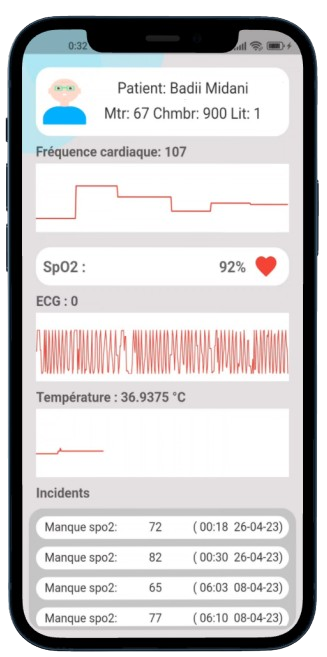 0:32
Patient: Badii Midani
Mtr: 67 Chmbr: 900 Lit: 1
Fréquence cardiaque: 107
SpO2 : 92%
ECG : 0
Température : 36.9375 °C
Incidents
Manque spo2: 72 ( 00:18 26-04-23)
Manque spo2: 82 ( 00:30 26-04-23)
Manque spo2: 65 ( 06:03 08-04-23)
Manque spo2: 77 ( 06:10 08-04-23)